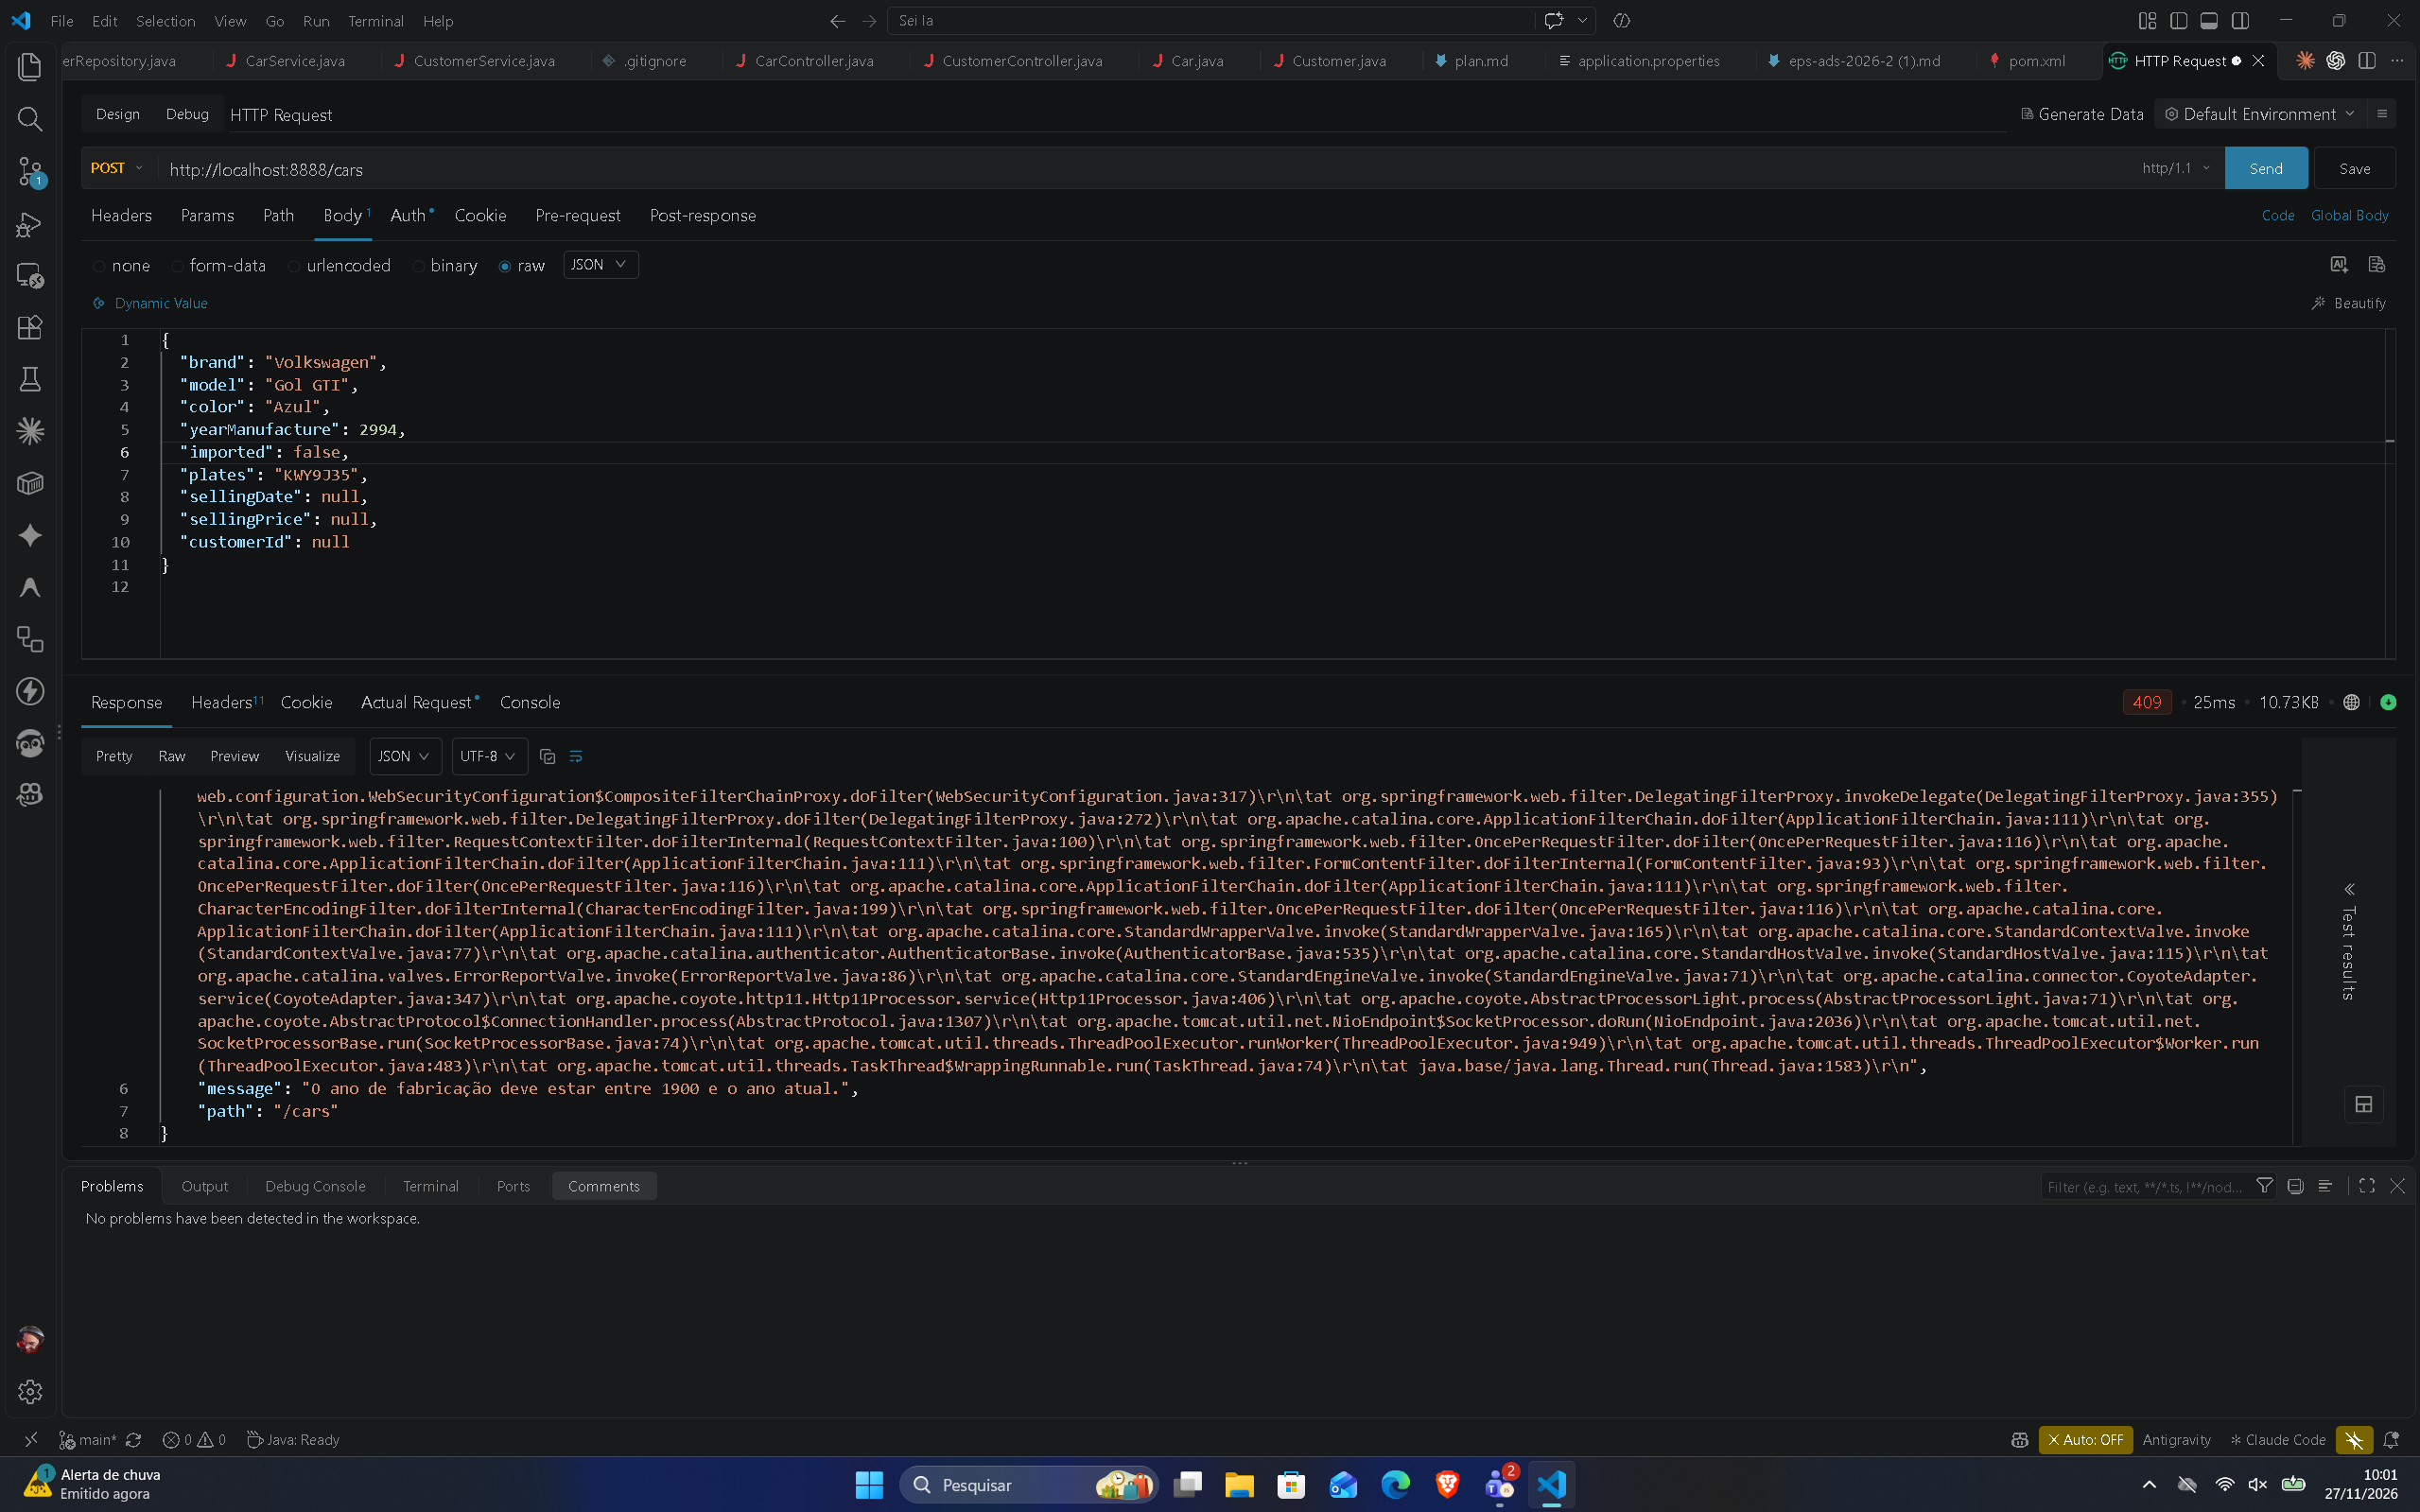 File Edit Selection View Go Run Terminal Help
Sei la
erRepository.java CarService.java CustomerService.java .gitignore CarController.java CustomerController.java Car.java Customer.java plan.md application.properties eps-ads-2026-2 (1).md pom.xml HTTP Request
Design Debug HTTP Request Generate Data Default Environment
POST http://localhost:8888/cars http/1.1 Send Save
Headers Params Path Body 1 Auth Cookie Pre-request Post-response Code Global Body
none form-data urlencoded binary raw JSON
Dynamic Value Beautify
1 {
2 "brand": "Volkswagen",
3 "model": "Gol GTI",
4 "color": "Azul",
5 "yearManufacture": 2994,
6 "imported": false,
7 "plates": "KWY9J35",
8 "sellingDate": null,
9 "sellingPrice": null,
10 "customerId": null
11 }
12
Response Headers 11 Cookie Actual Request Console 409 25ms 10.73KB
Pretty Raw Preview Visualize JSON UTF-8
web.configuration.WebSecurityConfiguration$CompositeFilterChainProxy.doFilter(WebSecurityConfiguration.java:317)\r\n\tat org.springframework.web.filter.DelegatingFilterProxy.invokeDelegate(DelegatingFilterProxy.java:355)
\r\n\tat org.springframework.web.filter.DelegatingFilterProxy.doFilter(DelegatingFilterProxy.java:272)\r\n\tat org.apache.catalina.core.ApplicationFilterChain.doFilter(ApplicationFilterChain.java:111)\r\n\tat org.
springframework.web.filter.RequestContextFilter.doFilterInternal(RequestContextFilter.java:100)\r\n\tat org.springframework.web.filter.OncePerRequestFilter.doFilter(OncePerRequestFilter.java:116)\r\n\tat org.apache.
catalina.core.ApplicationFilterChain.doFilter(ApplicationFilterChain.java:111)\r\n\tat org.springframework.web.filter.FormContentFilter.doFilterInternal(FormContentFilter.java:93)\r\n\tat org.springframework.web.filter.
OncePerRequestFilter.doFilter(OncePerRequestFilter.java:116)\r\n\tat org.apache.catalina.core.ApplicationFilterChain.doFilter(ApplicationFilterChain.java:111)\r\n\tat org.springframework.web.filter.
CharacterEncodingFilter.doFilterInternal(CharacterEncodingFilter.java:199)\r\n\tat org.springframework.web.filter.OncePerRequestFilter.doFilter(OncePerRequestFilter.java:116)\r\n\tat org.apache.catalina.core.
ApplicationFilterChain.doFilter(ApplicationFilterChain.java:111)\r\n\tat org.apache.catalina.core.StandardWrapperValve.invoke(StandardWrapperValve.java:165)\r\n\tat org.apache.catalina.core.StandardContextValve.invoke
(StandardContextValve.java:77)\r\n\tat org.apache.catalina.authenticator.AuthenticatorBase.invoke(AuthenticatorBase.java:535)\r\n\tat org.apache.catalina.core.StandardHostValve.invoke(StandardHostValve.java:115)\r\n\tat
org.apache.catalina.valves.ErrorReportValve.invoke(ErrorReportValve.java:86)\r\n\tat org.apache.catalina.core.StandardEngineValve.invoke(StandardEngineValve.java:71)\r\n\tat org.apache.catalina.connector.CoyoteAdapter.
service(CoyoteAdapter.java:347)\r\n\tat org.apache.coyote.http11.Http11Processor.service(Http11Processor.java:406)\r\n\tat org.apache.coyote.AbstractProcessorLight.process(AbstractProcessorLight.java:71)\r\n\tat org.
apache.coyote.AbstractProtocol$ConnectionHandler.process(AbstractProtocol.java:1307)\r\n\tat org.apache.tomcat.util.net.NioEndpoint$SocketProcessor.doRun(NioEndpoint.java:2036)\r\n\tat org.apache.tomcat.util.net.
SocketProcessorBase.run(SocketProcessorBase.java:74)\r\n\tat org.apache.tomcat.util.threads.ThreadPoolExecutor.runWorker(ThreadPoolExecutor.java:949)\r\n\tat org.apache.tomcat.util.threads.ThreadPoolExecutor$Worker.run
(ThreadPoolExecutor.java:483)\r\n\tat org.apache.tomcat.util.threads.TaskThread$WrappingRunnable.run(TaskThread.java:74)\r\n\tat java.base/java.lang.Thread.run(Thread.java:1583)\r\n",
6 "message": "O ano de fabricação deve estar entre 1900 e o ano atual.",
7 "path": "/cars"
8 }
Test results
Problems Output Debug Console Terminal Ports Comments Filter (e.g. text, **/*.ts, !**/nod...
No problems have been detected in the workspace.
main* 0 0 Java: Ready Auto: OFF Antigravity Claude Code
1 Alerta de chuva
Emitido agora
Pesquisar
2
10:01
27/11/2026